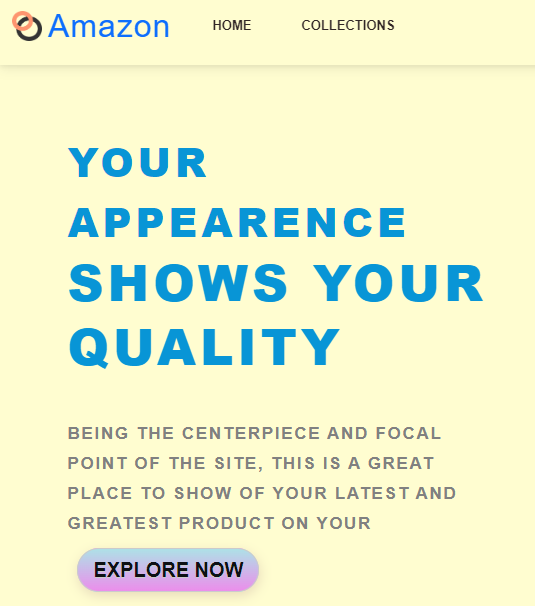 Amazon HOME COLLECTIONS
YOUR
APPEARENCE
SHOWS YOUR
QUALITY
BEING THE CENTERPIECE AND FOCAL
POINT OF THE SITE, THIS IS A GREAT
PLACE TO SHOW OF YOUR LATEST AND
GREATEST PRODUCT ON YOUR
EXPLORE NOW